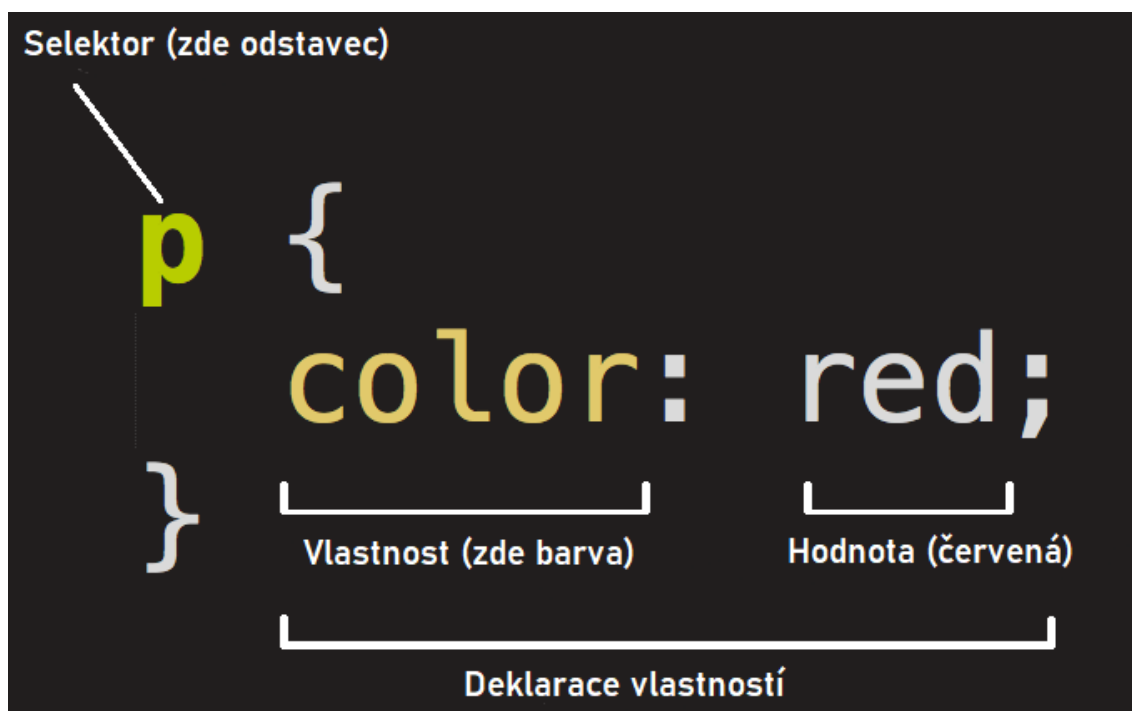 Selektor (zde odstavec)
p {
color: red;
}
Vlastnost (zde barva)
Hodnota (červená)
Deklarace vlastností